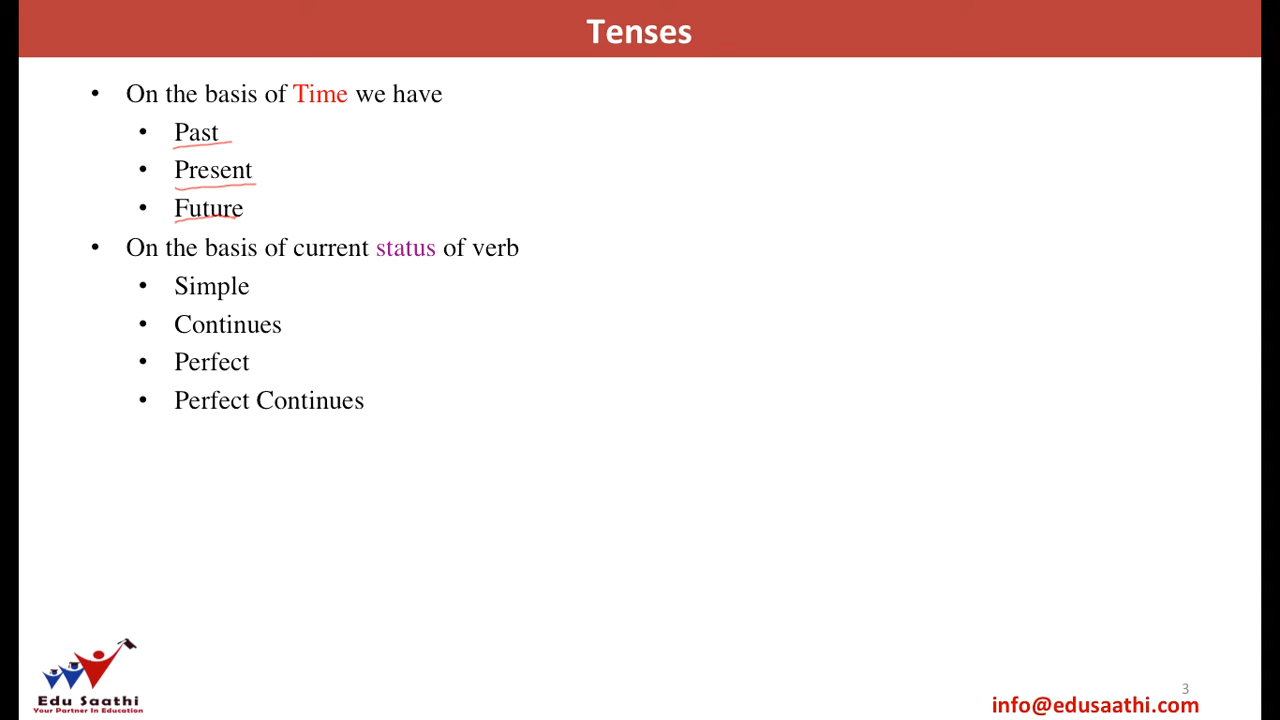 Tenses
• On the basis of Time we have
• Past
• Present
• Future
• On the basis of current status of verb
• Simple
• Continues
• Perfect
• Perfect Continues
Edu Saathi
Your Partner In Education
3
info@edusaathi.com